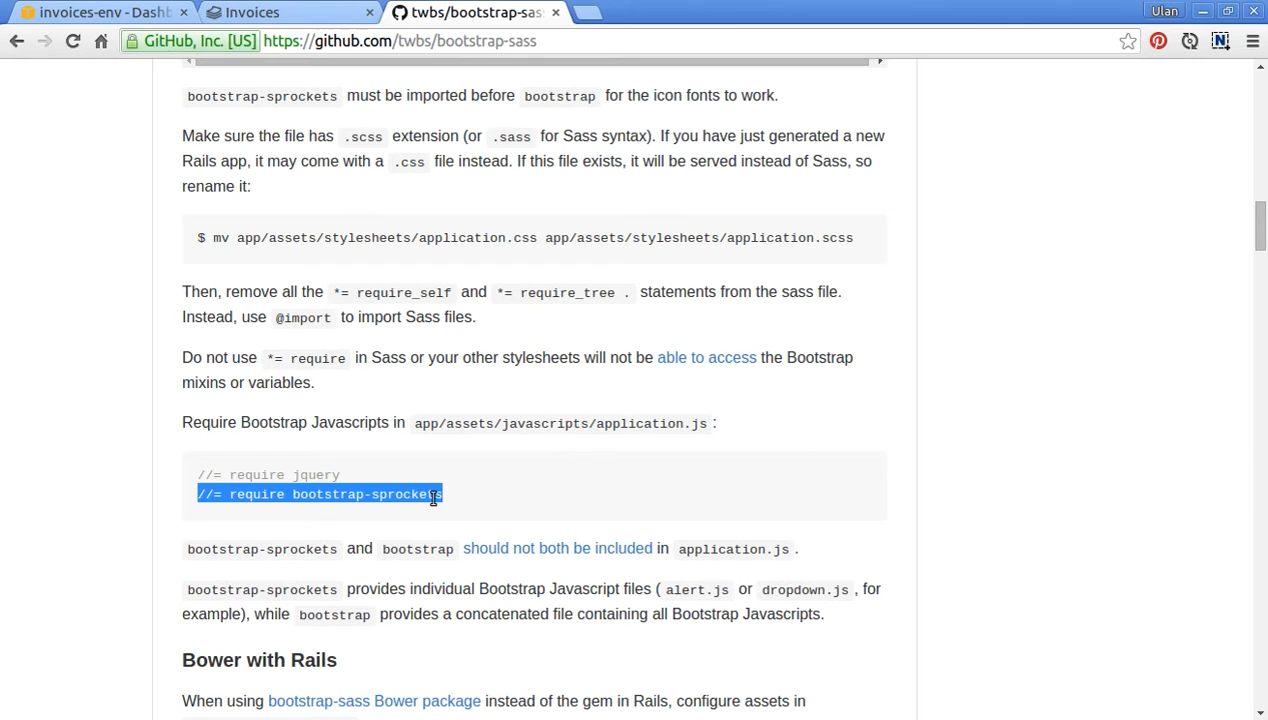 invoices-env - Dashb
Invoices
twbs/bootstrap-sass
Ulan
GitHub, Inc. [US] https://github.com/twbs/bootstrap-sass
bootstrap-sprockets must be imported before bootstrap for the icon fonts to work.
Make sure the file has .scss extension (or .sass for Sass syntax). If you have just generated a new
Rails app, it may come with a .css file instead. If this file exists, it will be served instead of Sass, so
rename it:
$ mv app/assets/stylesheets/application.css app/assets/stylesheets/application.scss
Then, remove all the *= require_self and *= require_tree . statements from the sass file.
Instead, use @import to import Sass files.
Do not use *= require in Sass or your other stylesheets will not be able to access the Bootstrap
mixins or variables.
Require Bootstrap Javascripts in app/assets/javascripts/application.js :
//= require jquery
//= require bootstrap-sprockets
bootstrap-sprockets and bootstrap should not both be included in application.js .
bootstrap-sprockets provides individual Bootstrap Javascript files ( alert.js or dropdown.js , for
example), while bootstrap provides a concatenated file containing all Bootstrap Javascripts.
Bower with Rails
When using bootstrap-sass Bower package instead of the gem in Rails, configure assets in